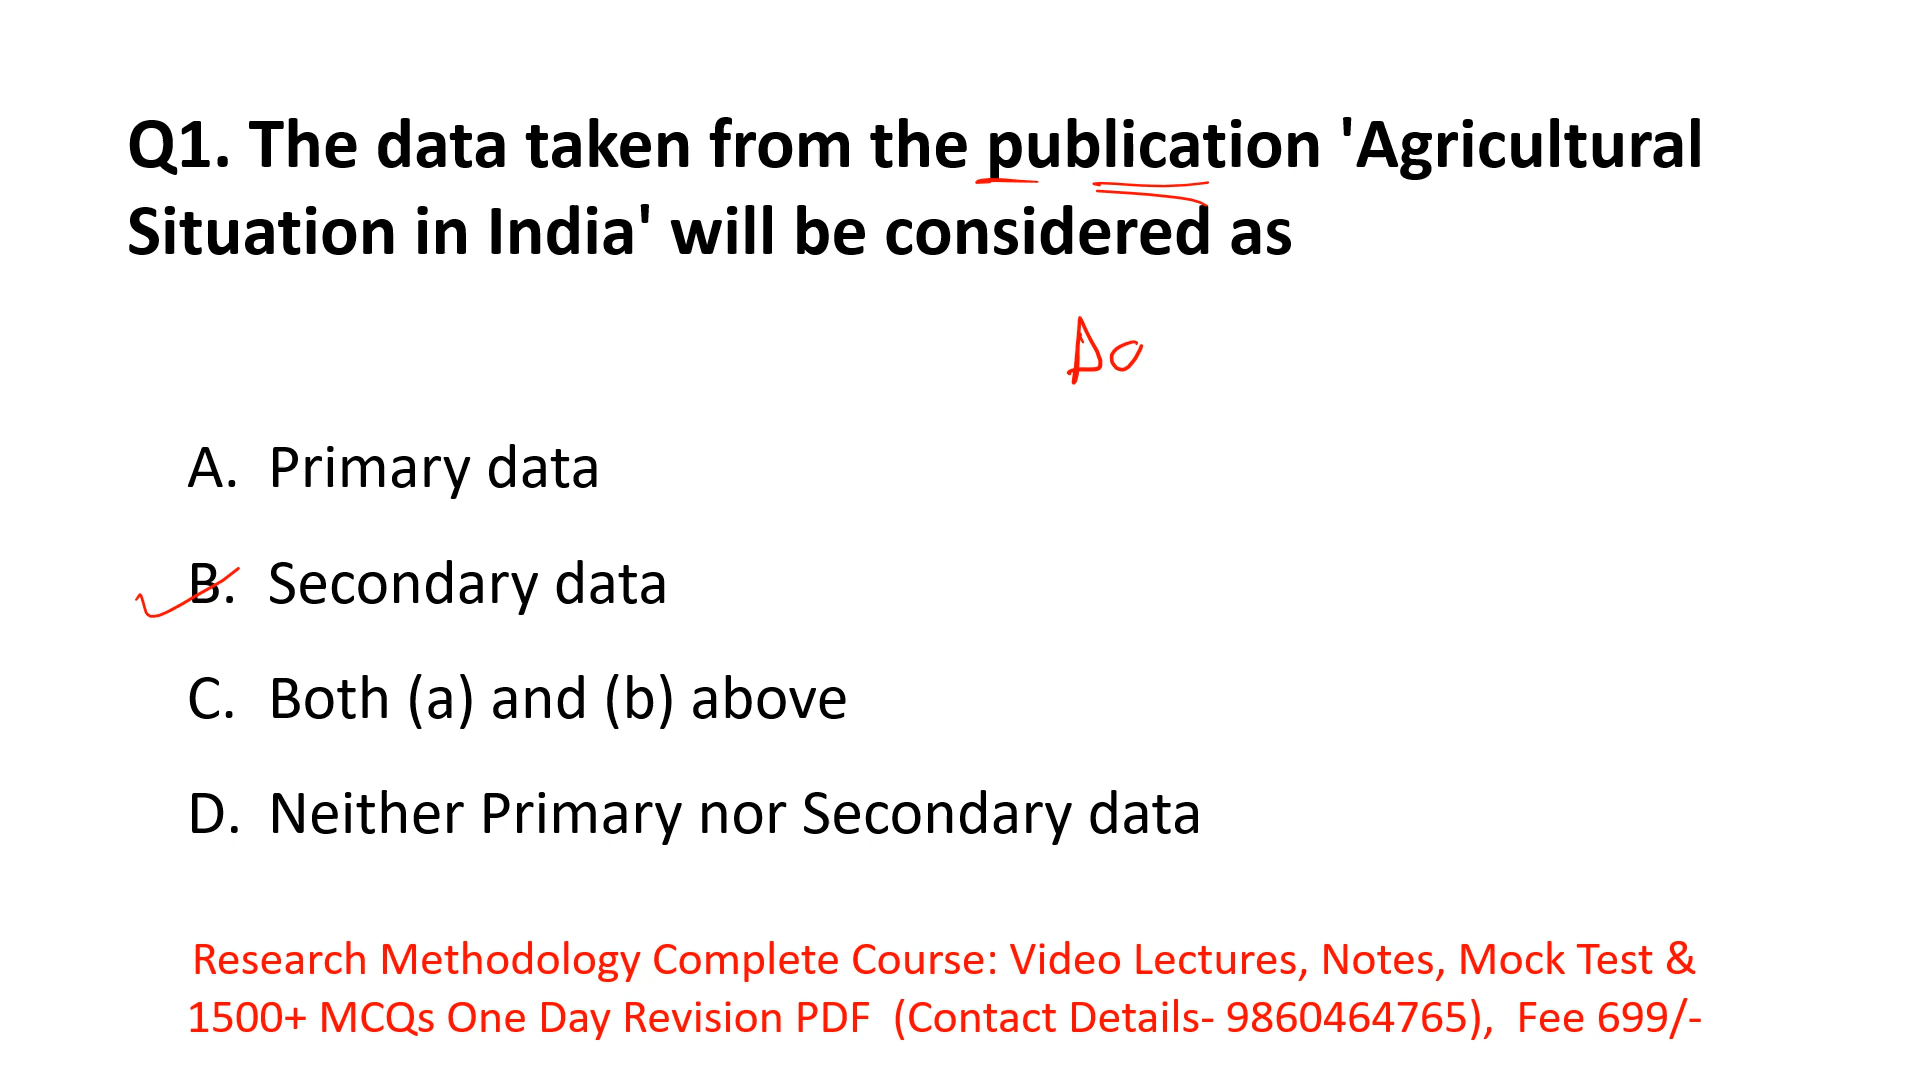 Q1. The data taken from the publication 'Agricultural
Situation in India' will be considered as
A. Primary data
B. Secondary data
C. Both (a) and (b) above
D. Neither Primary nor Secondary data
Research Methodology Complete Course: Video Lectures, Notes, Mock Test &
1500+ MCQs One Day Revision PDF (Contact Details- 9860464765), Fee 699/-